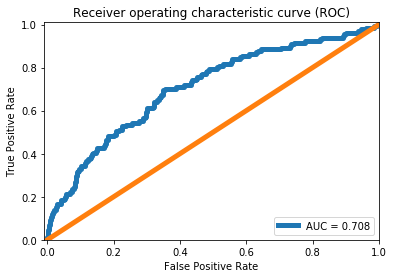 Receiver operating characteristic curve (ROC)
1.0
0.8
0.6
0.4
0.2
0.0
True Positive Rate
AUC = 0.708
0.0 0.2 0.4 0.6 0.8 1.0
False Positive Rate